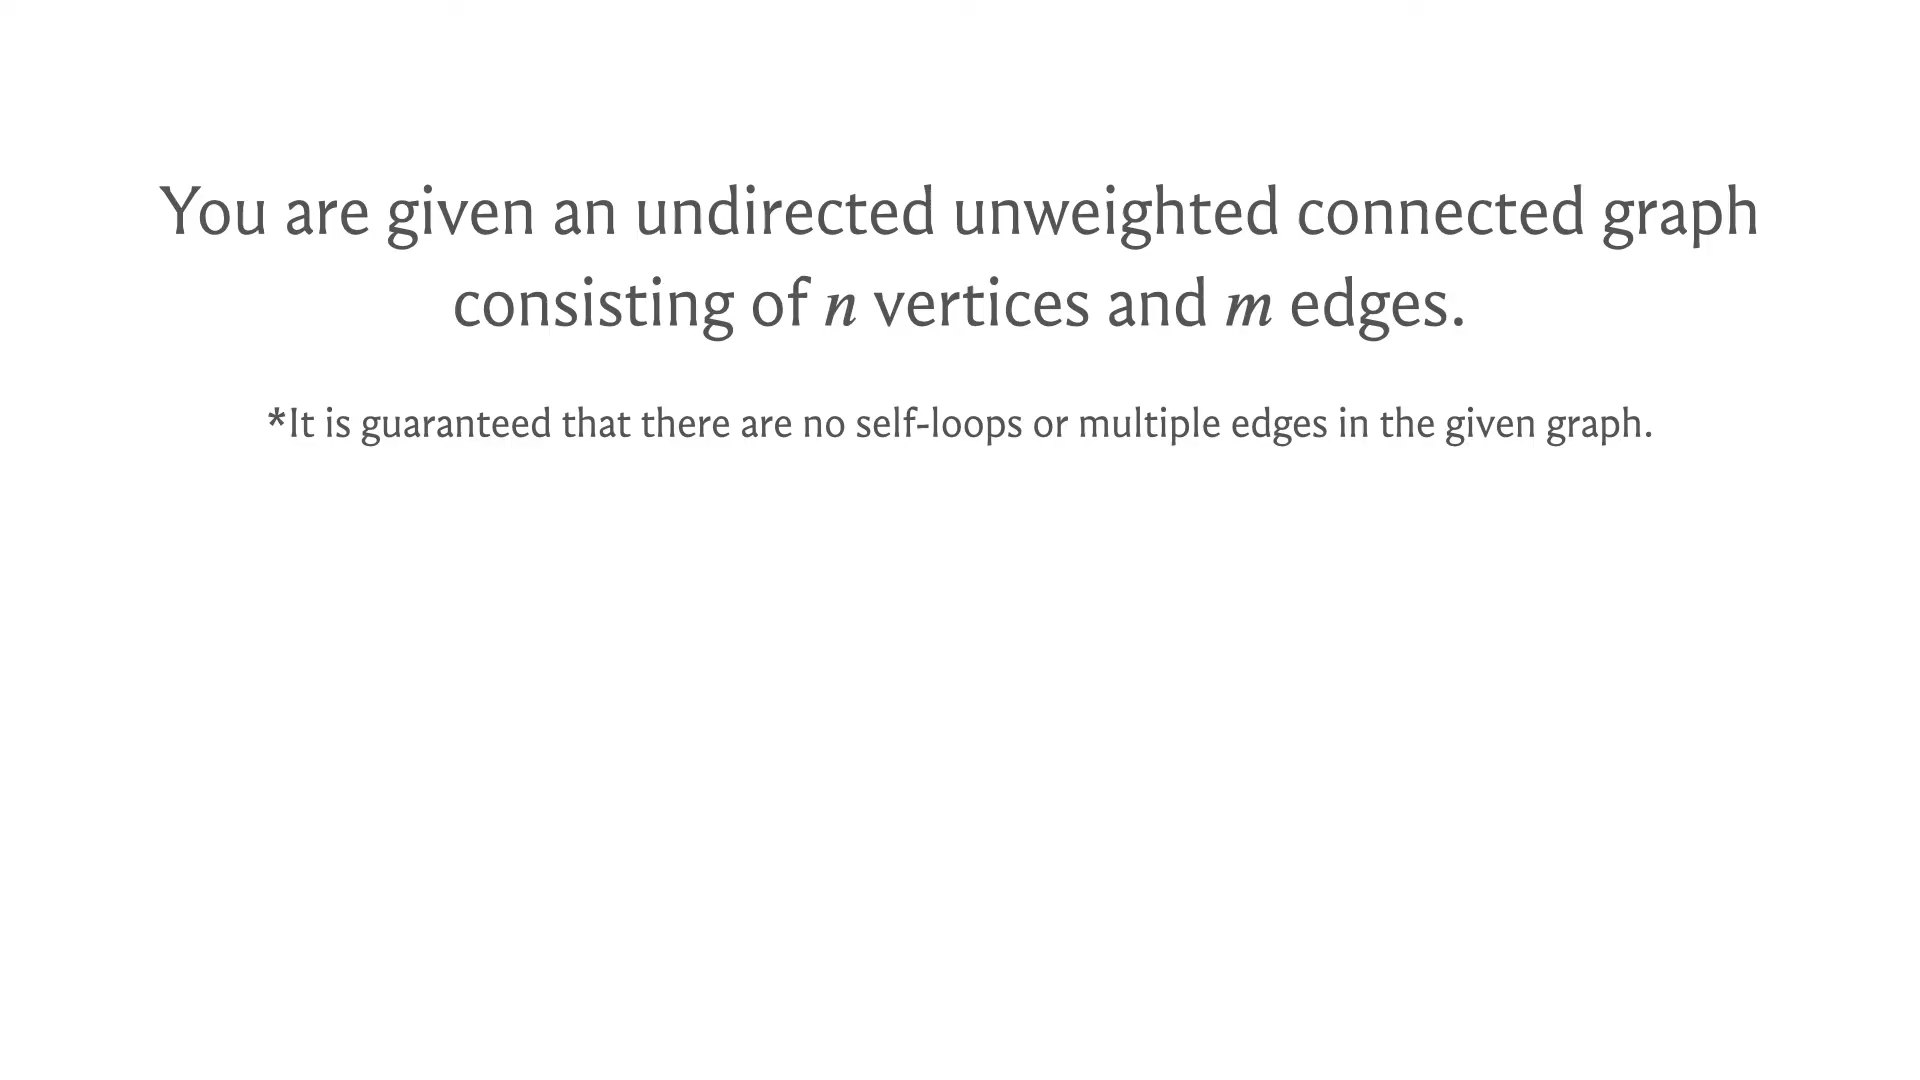 You are given an undirected unweighted connected graph
consisting of n vertices and m edges.
*It is guaranteed that there are no self-loops or multiple edges in the given graph.